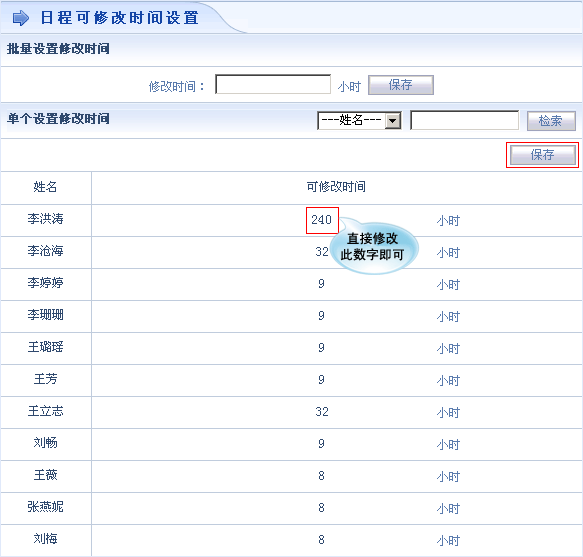 日程可修改时间设置
批量设置修改时间
修改时间： 小时 保存
单个设置修改时间 ---姓名--- 检索
保存
姓名 可修改时间
李洪涛 240 小时
直接修改
此数字即可
李沧海 32 小时
李婷婷 9 小时
李珊珊 9 小时
王璐瑶 9 小时
王芳 9 小时
王立志 32 小时
刘畅 9 小时
王薇 8 小时
张燕妮 8 小时
刘梅 8 小时